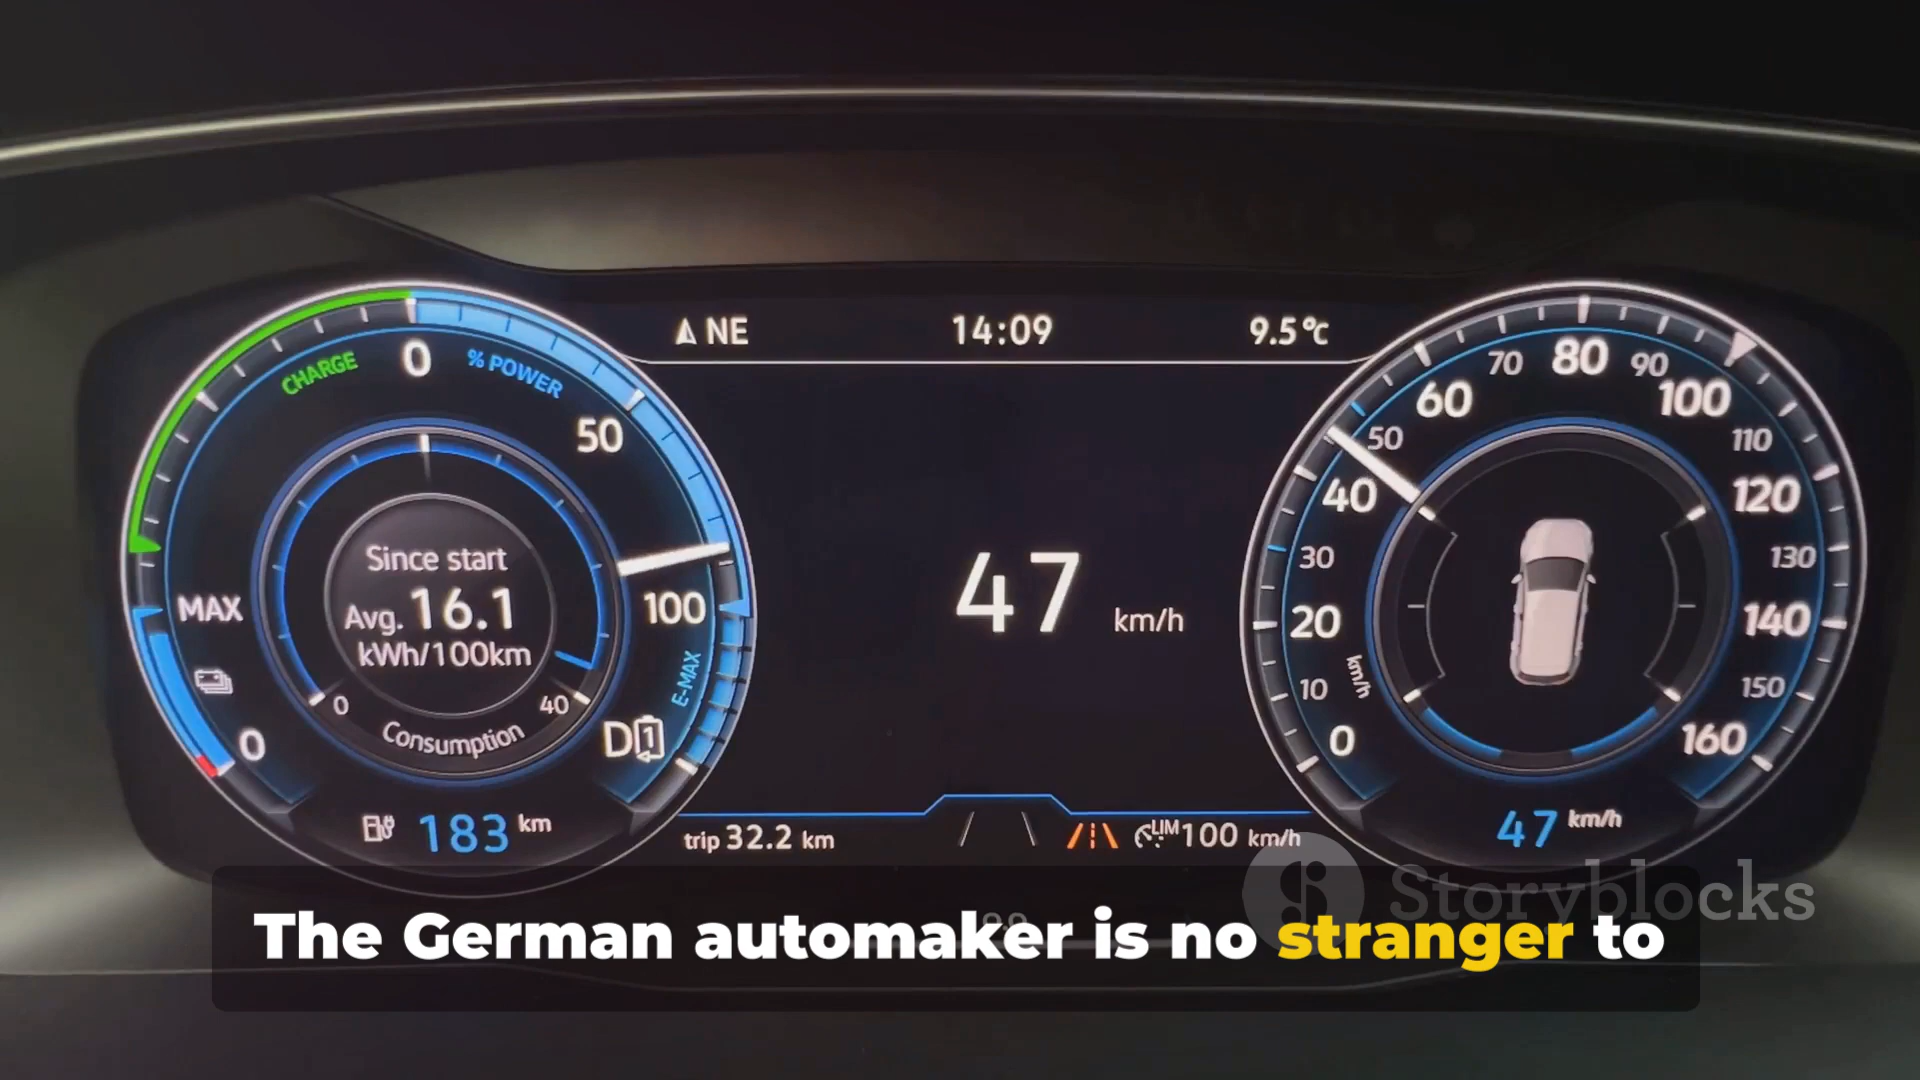 NE 14:09 9.5°C
CHARGE 0 % POWER
50
100
E-MAX
MAX
0
Since start
Avg. 16.1
kWh/100km
0 40
Consumption
D 1
183 km
47 km/h
trip 32.2 km
LIM 100 km/h
0
10
20
30
40
50
60
70
80
90
100
110
120
130
140
150
160
km/h
47 km/h
Storyblocks
The German automaker is no stranger to